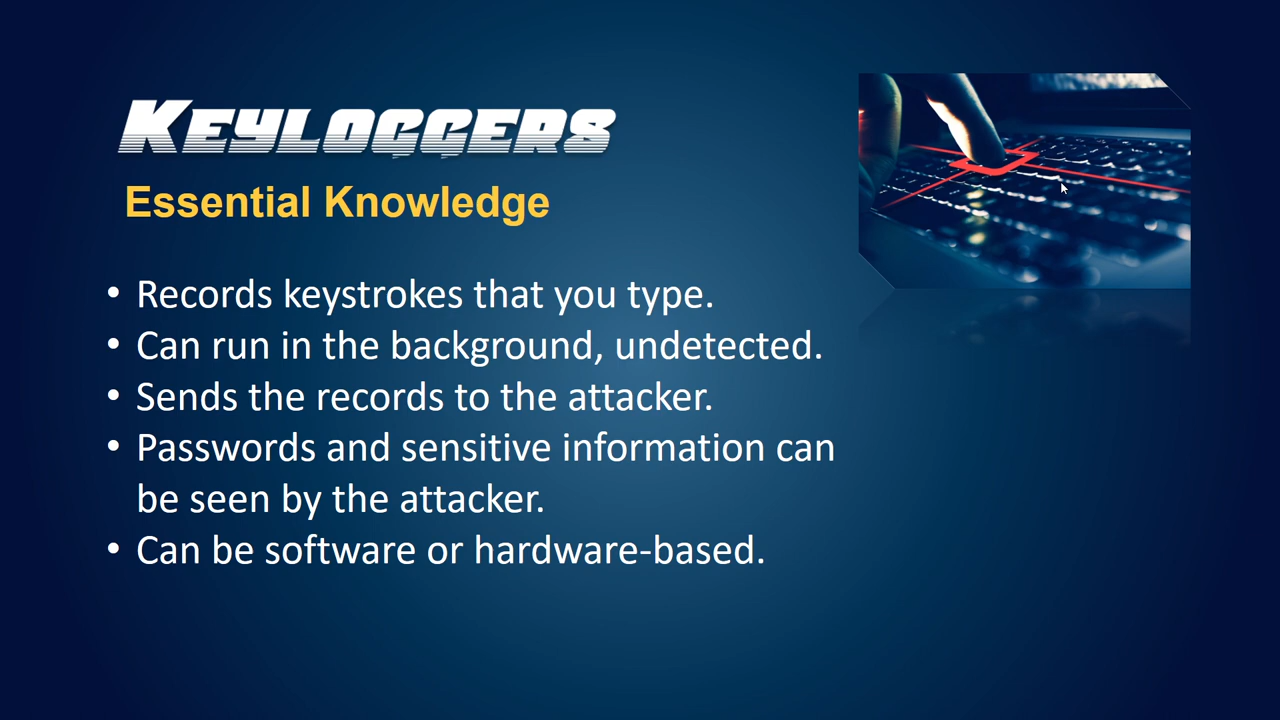 KEYLOGGERS
Essential Knowledge
• Records keystrokes that you type.
• Can run in the background, undetected.
• Sends the records to the attacker.
• Passwords and sensitive information can
be seen by the attacker.
• Can be software or hardware-based.